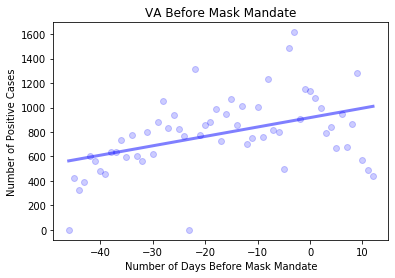 VA Before Mask Mandate
1600
1400
1200
1000
800
600
400
200
0
Number of Positive Cases
−40 −30 −20 −10 0 10
Number of Days Before Mask Mandate